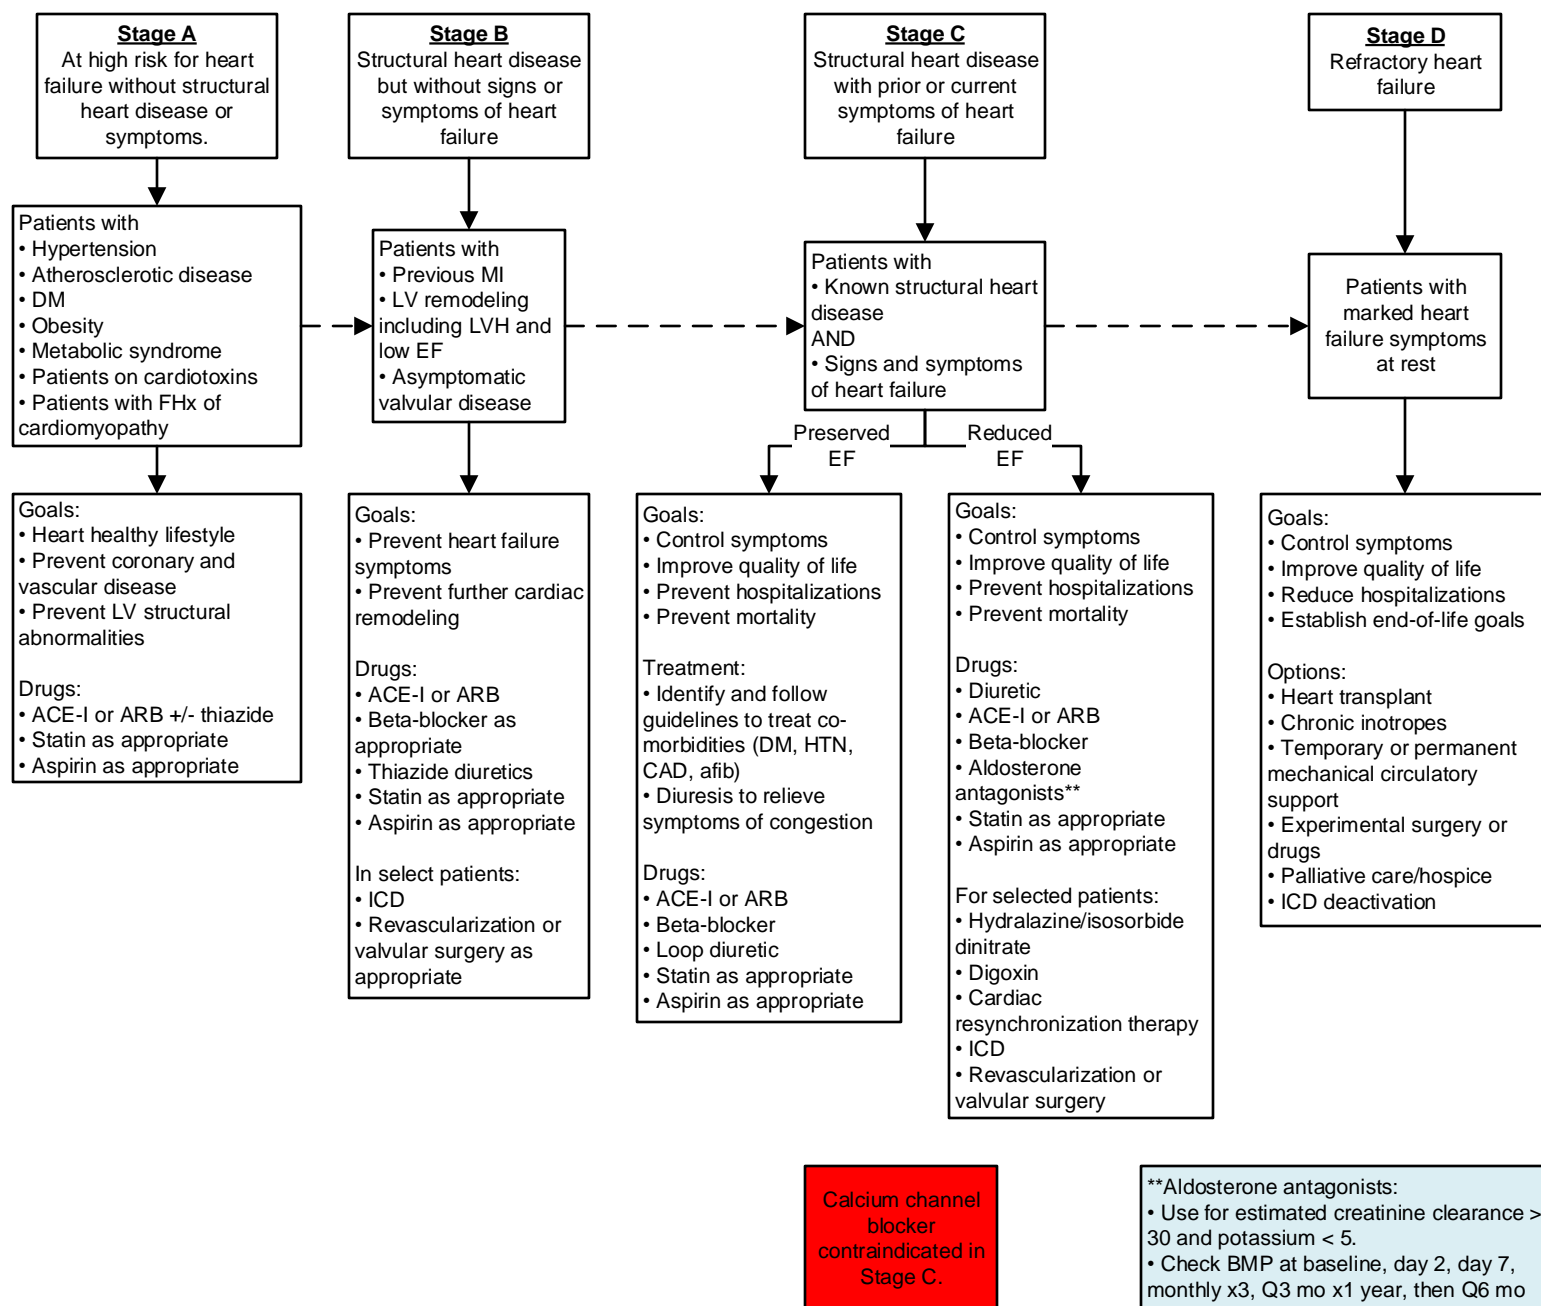 Stage A
At high risk for heart
failure without structural
heart disease or
symptoms.
Stage B
Structural heart disease
but without signs or
symptoms of heart
failure
Stage C
Structural heart disease
with prior or current
symptoms of heart
failure
Stage D
Refractory heart
failure
Patients with
• Hypertension
• Atherosclerotic disease
• DM
• Obesity
• Metabolic syndrome
• Patients on cardiotoxins
• Patients with FHx of
cardiomyopathy
Patients with
• Previous MI
• LV remodeling
including LVH and
low EF
• Asymptomatic
valvular disease
Patients with
• Known structural heart
disease
AND
• Signs and symptoms
of heart failure
Patients with
marked heart
failure symptoms
at rest
Preserved
EF
Reduced
EF
Goals:
• Heart healthy lifestyle
• Prevent coronary and
vascular disease
• Prevent LV structural
abnormalities
Drugs:
• ACE-I or ARB +/- thiazide
• Statin as appropriate
• Aspirin as appropriate
Goals:
• Prevent heart failure
symptoms
• Prevent further cardiac
remodeling
Drugs:
• ACE-I or ARB
• Beta-blocker as
appropriate
• Thiazide diuretics
• Statin as appropriate
• Aspirin as appropriate
In select patients:
• ICD
• Revascularization or
valvular surgery as
appropriate
Goals:
• Control symptoms
• Improve quality of life
• Prevent hospitalizations
• Prevent mortality
Treatment:
• Identify and follow
guidelines to treat co-
morbidities (DM, HTN,
CAD, afib)
• Diuresis to relieve
symptoms of congestion
Drugs:
• ACE-I or ARB
• Beta-blocker
• Loop diuretic
• Statin as appropriate
• Aspirin as appropriate
Goals:
• Control symptoms
• Improve quality of life
• Prevent hospitalizations
• Prevent mortality
Drugs:
• Diuretic
• ACE-I or ARB
• Beta-blocker
• Aldosterone
antagonists**
• Statin as appropriate
• Aspirin as appropriate
For selected patients:
• Hydralazine/isosorbide
dinitrate
• Digoxin
• Cardiac
resynchronization therapy
• ICD
• Revascularization or
valvular surgery
Goals:
• Control symptoms
• Improve quality of life
• Reduce hospitalizations
• Establish end-of-life goals
Options:
• Heart transplant
• Chronic inotropes
• Temporary or permanent
mechanical circulatory
support
• Experimental surgery or
drugs
• Palliative care/hospice
• ICD deactivation
Calcium channel
blocker
contraindicated in
Stage C.
**Aldosterone antagonists:
• Use for estimated creatinine clearance >
30 and potassium < 5.
• Check BMP at baseline, day 2, day 7,
monthly x3, Q3 mo x1 year, then Q6 mo